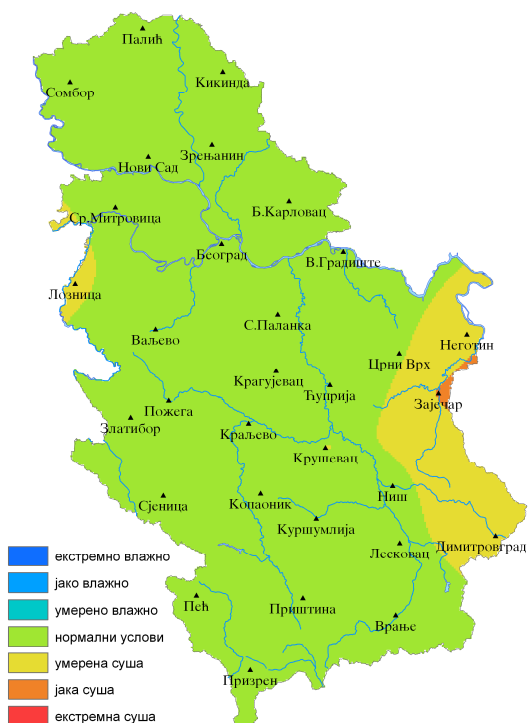 Палић
Кикинда
Сомбор
Зрењанин
Нови Сад
Б.Карловац
Ср.Митровица
Београд
В.Градиште
Лозница
С.Паланка
Ваљево
Неготин
Црни Врх
Крагујевац
Ћуприја
Зајечар
Пожега
Златибор
Краљево
Крушевац
Ниш
Сјеница
Копаоник
Куршумлија
Димитровград
Лесковац
екстремно влажно
јако влажно
умерено влажно
Пећ
Приштина
Врање
нормални услови
умерена суша
Призрен
јака суша
екстремна суша